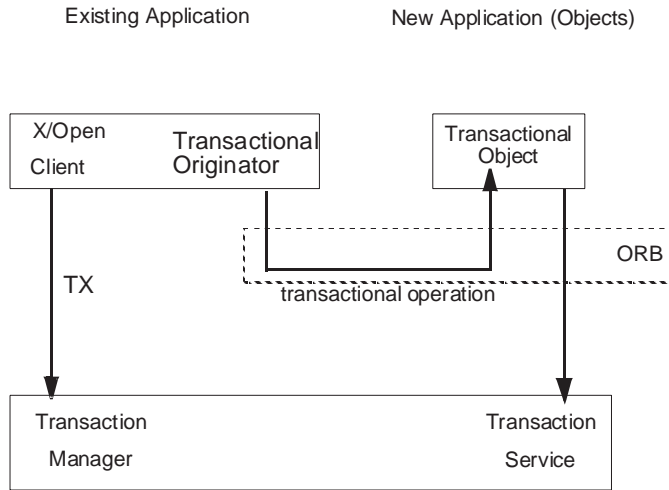 Existing Application
New Application (Objects)
X/Open
Client
Transactional
Originator
Transactional
Object
ORB
TX
transactional operation
Transaction
Manager
Transaction
Service